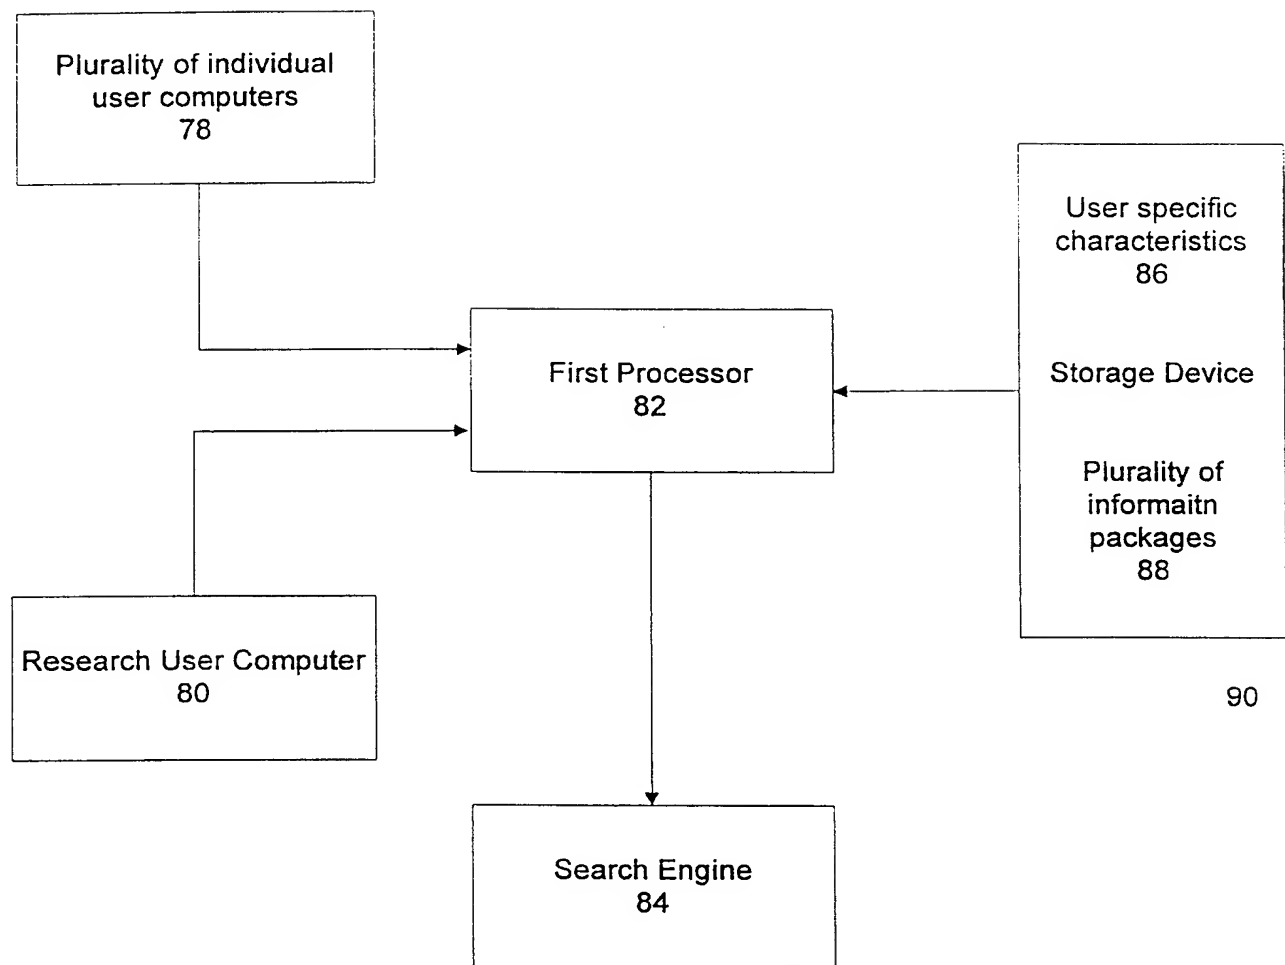 Plurality of individual
user computers
78
User specific
characteristics
86
First Processor
82
Storage Device
Plurality of
informaitn
packages
88
Research User Computer
80
90
Search Engine
84